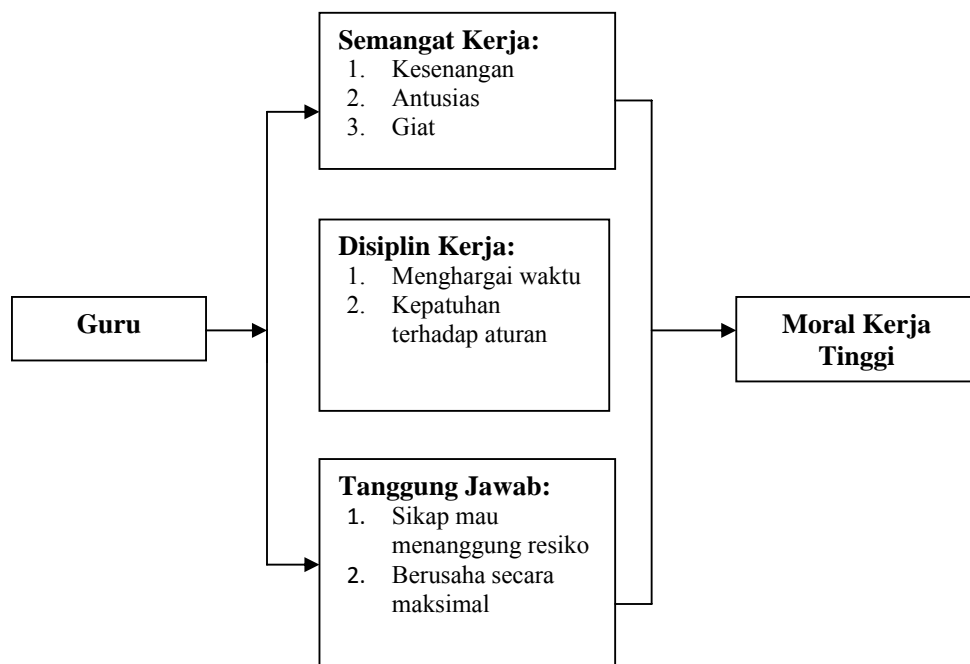 Semangat Kerja:
1. Kesenangan
2. Antusias
3. Giat
Disiplin Kerja:
1. Menghargai waktu
2. Kepatuhan
terhadap aturan
Guru
Moral Kerja
Tinggi
Tanggung Jawab:
1. Sikap mau
menanggung resiko
2. Berusaha secara
maksimal